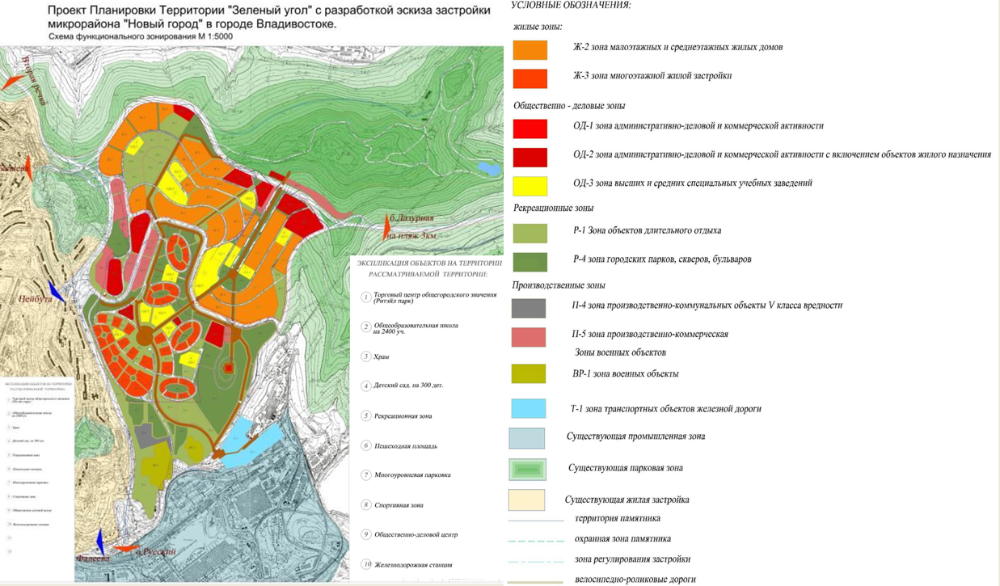 Проект Планировки Территории "Зеленый угол" с разработкой эскиза застройки
микрорайона "Новый город" в городе Владивостоке.
Схема функционального зонирования М 1:5000
Вторая речка
б.Лазурная
на пляж 3км.
Нейбута
Фадеева
о.Русский
ЭКСПЛИКАЦИЯ ОБЪЕКТОВ НА ТЕРРИТОРИИ
РАССМАТРИВАЕМОЙ ТЕРРИТОРИИ:
1 Торговый центр общегородского значения
(Ритэйл парк)
2 Общеобразовательная школа
на 2400 уч.
3 Храм
4 Детский сад. на 300 дет.
5 Рекреационная зона
6 Пешеходная площадь
7 Многоуровневая парковка
8 Спортивная зона
9 Общественно-деловой центр
10 Железнодорожная станция
УСЛОВНЫЕ ОБОЗНАЧЕНИЯ:
жилые зоны:
Ж-2 зона малоэтажных и среднеэтажных жилых домов
Ж-3 зона многоэтажной жилой застройки
Общественно - деловые зоны
ОД-1 зона административно-деловой и коммерческой активности
ОД-2 зона административно-деловой и коммерческой активности с включением объектов жилого назначения
ОД-3 зона высших и средних специальных учебных заведений
Рекреационные зоны
Р-1 Зона объектов длительного отдыха
Р-4 зона городских парков, скверов, бульваров
Производственные зоны
П-4 зона производственно-коммунальных объекты V класса вредности
П-5 зона производственно-коммерческая
Зоны военных объектов
ВР-1 зона военных объекты
Т-1 зона транспортных объектов железной дороги
Существующая промышленная зона
Существующая парковая зона
Существующая жилая застройка
территория памятника
охранная зона памятника
зона регулирования застройки
велосипедно-роликовые дороги